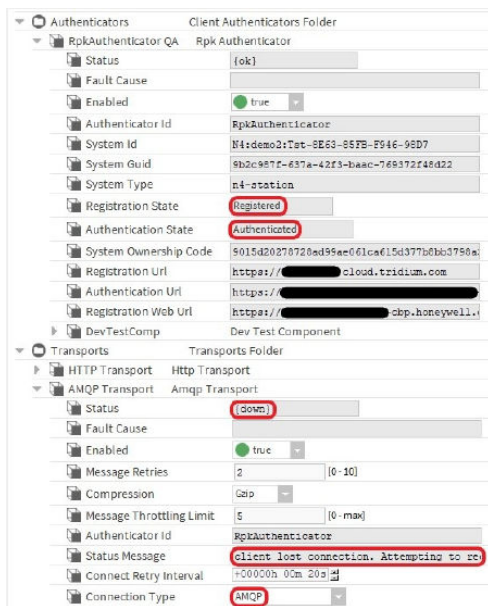 Authenticators Client Authenticators Folder
RpkAuthenticator QA Rpk Authenticator
Status {ok}
Fault Cause
Enabled true
Authenticator Id RpkAuthenticator
System Id N4:demo2:Tst-8E63-85FB-F946-98D7
System Guid 9b2c987f-637a-42f3-baac-769372f48d22
System Type n4-station
Registration State Registered
Authentication State Authenticated
System Ownership Code 9015d20278728ad99ae061ca615d377b8bb3798a
Registration Url https:// cloud.tridium.com
Authentication Url https://
Registration Web Url https:// -cbp.honeywell.
DevTestComp Dev Test Component
Transports Transports Folder
HTTP Transport Http Transport
AMQP Transport Amqp Transport
Status {down}
Fault Cause
Enabled true
Message Retries 2 [0-10]
Compression Gzip
Message Throttling Limit 5 [0-max]
Authenticator Id RpkAuthenticator
Status Message client lost connection. Attempting to re
Connect Retry Interval +00000h 00m 20s
Connection Type AMQP